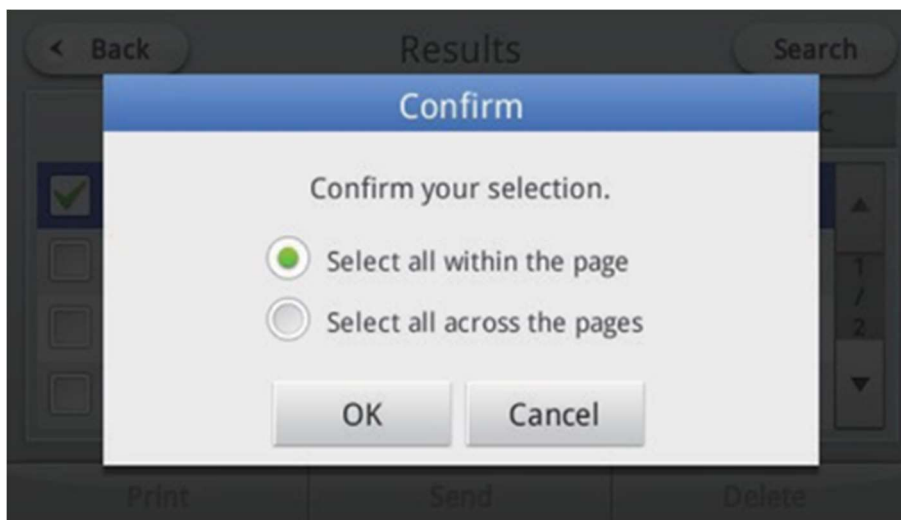 < Back Results Search
Confirm
C
Confirm your selection.
Select all within the page
Select all across the pages
1
/
2
OK Cancel
Print Send Delete